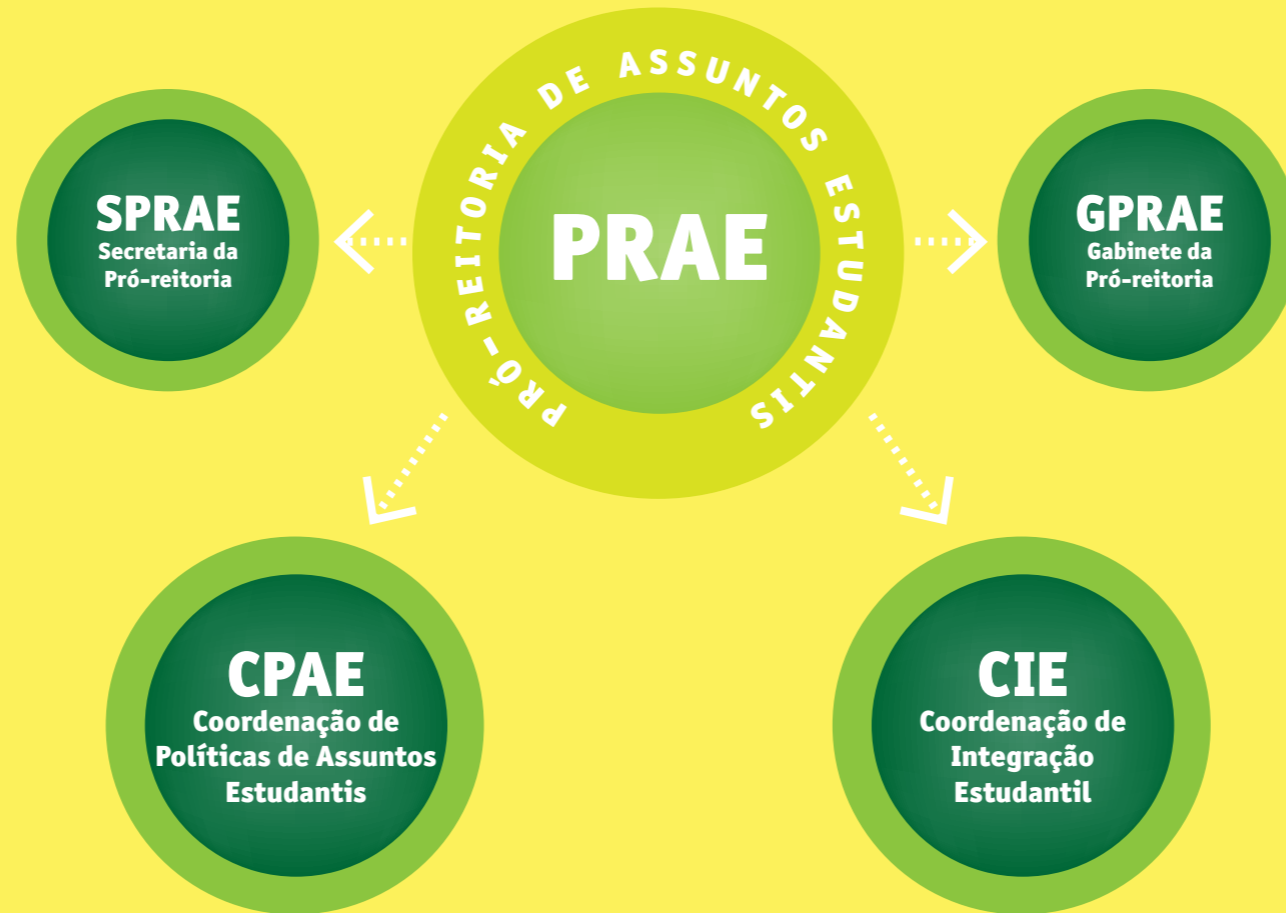 PRÓ-REITORIA DE ASSUNTOS ESTUDANTIS
PRAE
SPRAE
Secretaria da
Pró-reitoria
GPRAE
Gabinete da
Pró-reitoria
CPAE
Coordenação de
Políticas de Assuntos
Estudantis
CIE
Coordenação de
Integração
Estudantil